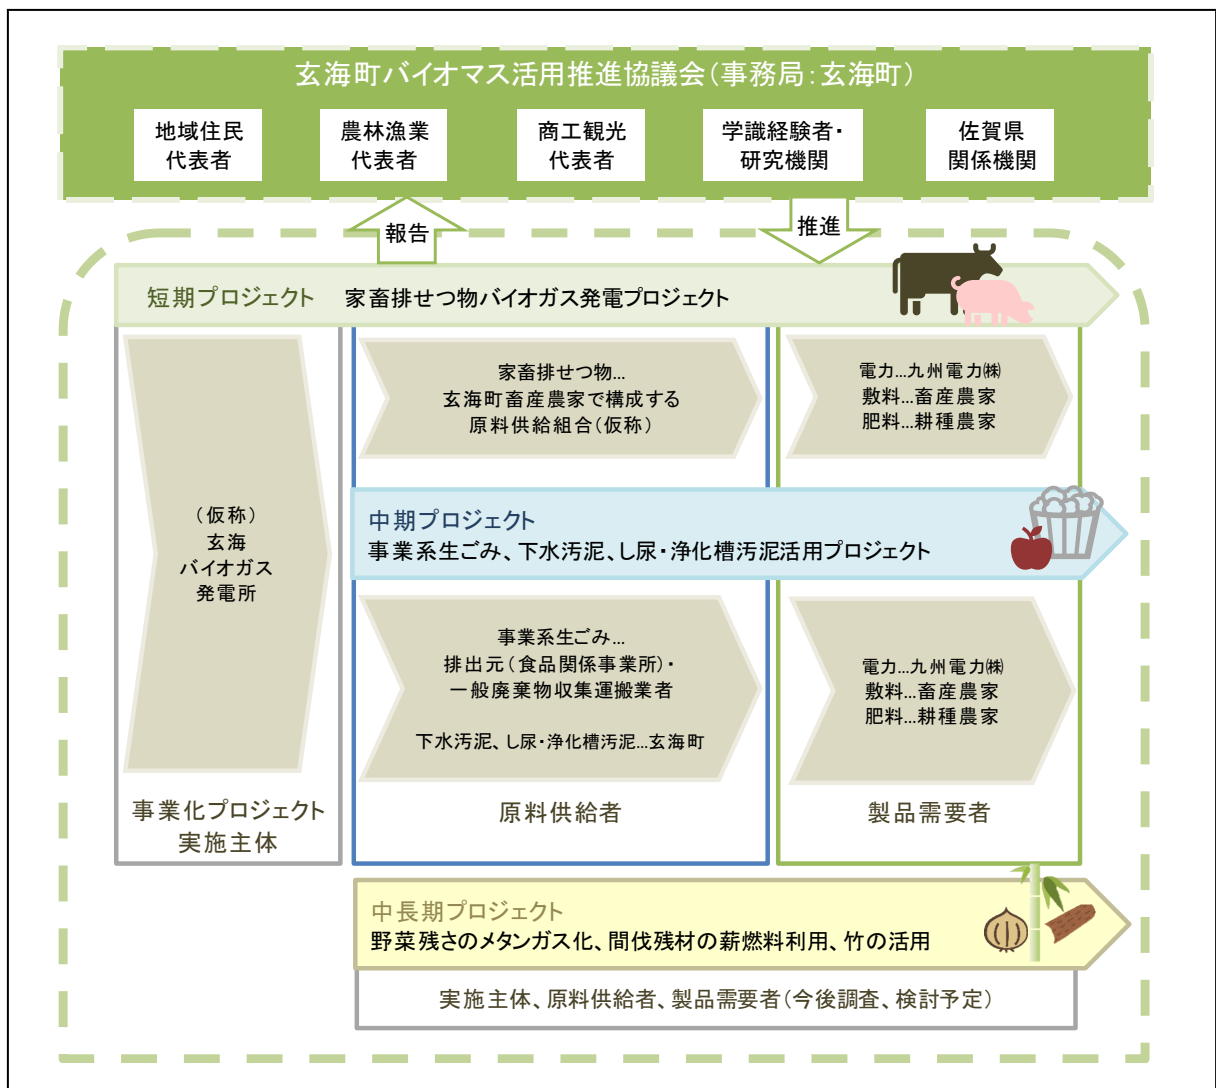 玄海町バイオマス活用推進協議会（事務局：玄海町）
地域住民
代表者
農林漁業
代表者
商工観光
代表者
学識経験者・
研究機関
佐賀県
関係機関
報告
推進
短期プロジェクト　家畜排せつ物バイオガス発電プロジェクト
（仮称）
玄海
バイオガス
発電所
家畜排せつ物…
玄海町畜産農家で構成する
原料供給組合（仮称）
電力…九州電力㈱
敷料…畜産農家
肥料…耕種農家
中期プロジェクト
事業系生ごみ、下水汚泥、し尿・浄化槽汚泥活用プロジェクト
事業系生ごみ…
排出元（食品関係事業所）・
一般廃棄物収集運搬業者
下水汚泥、し尿・浄化槽汚泥…玄海町
電力…九州電力㈱
敷料…畜産農家
肥料…耕種農家
事業化プロジェクト
実施主体
原料供給者
製品需要者
中長期プロジェクト
野菜残さのメタンガス化、間伐残材の薪燃料利用、竹の活用
実施主体、原料供給者、製品需要者（今後調査、検討予定）